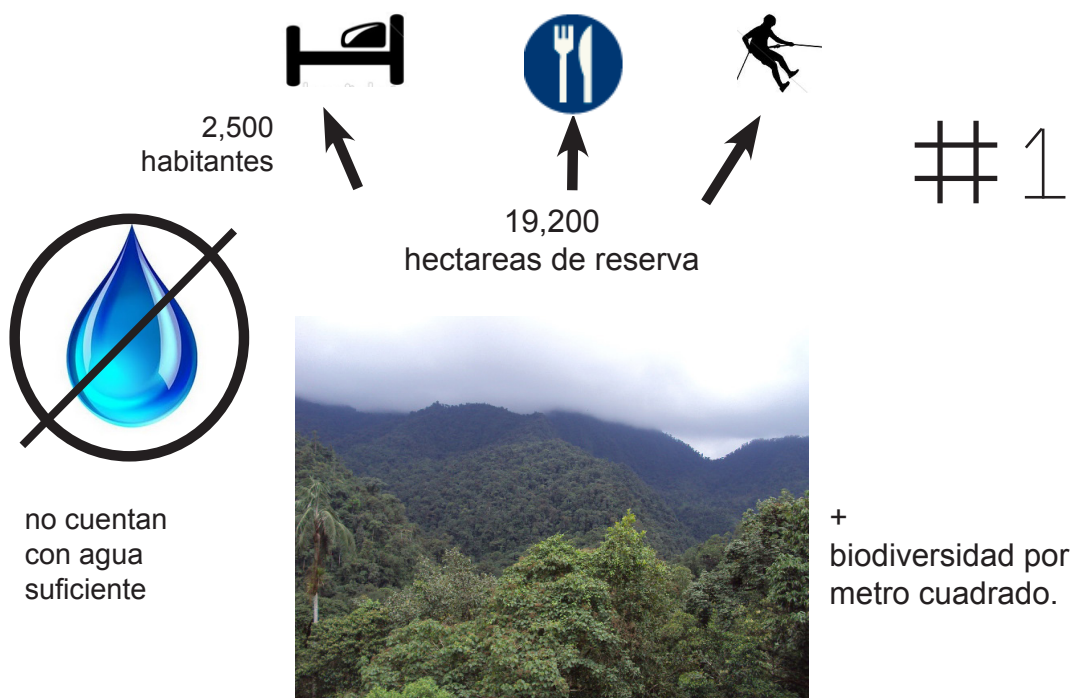 2,500
habitantes
#1
19,200
hectareas de reserva
no cuentan
con agua
suficiente
+
biodiversidad por
metro cuadrado.